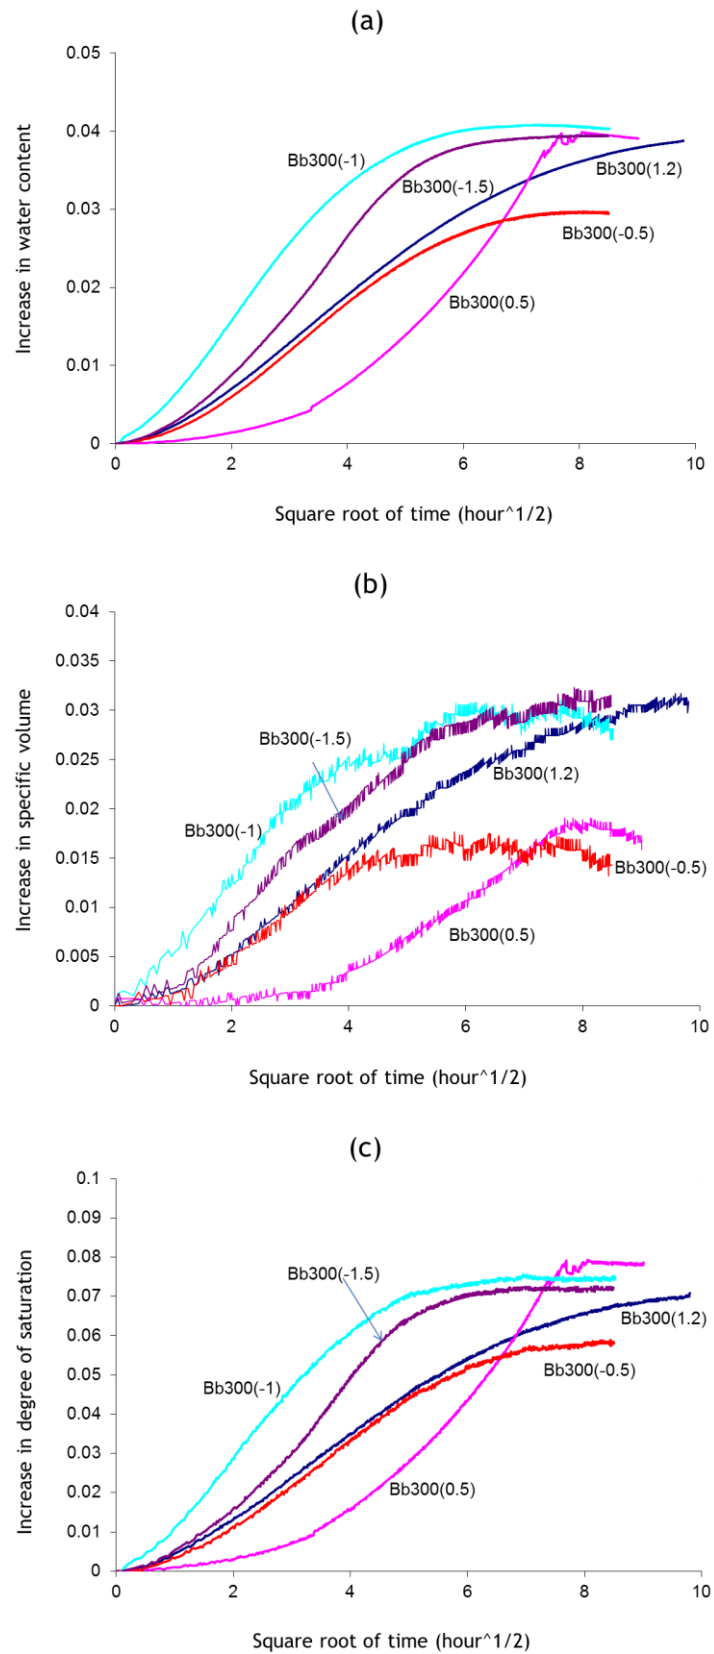 (a)
Increase in water content
0.05
0.04
0.03
0.02
0.01
0
Bb300(-1)
Bb300(-1.5)
Bb300(1.2)
Bb300(-0.5)
Bb300(0.5)
0 2 4 6 8 10
Square root of time (hour^1/2)
(b)
Increase in specific volume
0.04
0.035
0.03
0.025
0.02
0.015
0.01
0.005
0
Bb300(-1.5)
Bb300(1.2)
Bb300(-1)
Bb300(-0.5)
Bb300(0.5)
0 2 4 6 8 10
Square root of time (hour^1/2)
(c)
Increase in degree of saturation
0.1
0.09
0.08
0.07
0.06
0.05
0.04
0.03
0.02
0.01
0
Bb300(-1.5)
Bb300(1.2)
Bb300(-0.5)
Bb300(-1)
Bb300(0.5)
0 2 4 6 8 10
Square root of time (hour^1/2)